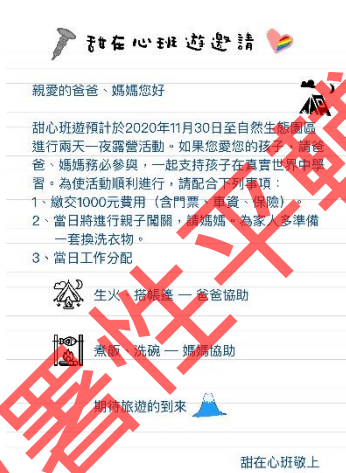 甜在心班遊邀請
親愛的爸爸、媽媽您好
甜心班遊預計於2020年11月30日至自然生態園區
進行兩天一夜露營活動。如果您愛您的孩子，請爸
爸、媽媽務必參與，一起支持孩子在真實世界中學
習。為使活動順利進行，請配合下列事項：
1、繳交1000元費用（含門票、車資、保險）。
2、當日將進行親子闖關，請媽媽。為家人多準備
一套換洗衣物。
3、當日工作分配
生火、搭帳篷 — 爸爸協助
煮飯、洗碗 — 媽媽協助
期待旅遊的到來
甜在心班敬上
署性平